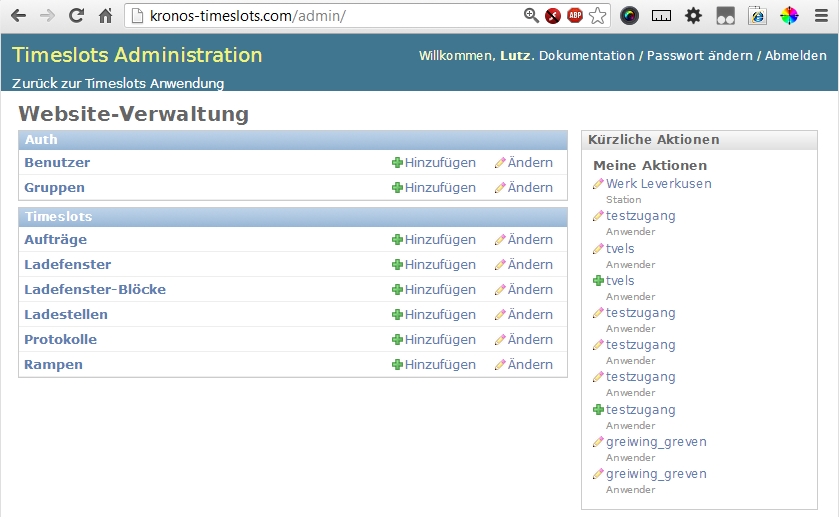 kronos-timeslots.com/admin/
ABP
Timeslots Administration
Willkommen, Lutz. Dokumentation / Passwort ändern / Abmelden
Zurück zur Timeslots Anwendung
Website-Verwaltung
Auth
Benutzer Hinzufügen Ändern
Gruppen Hinzufügen Ändern
Timeslots
Aufträge Hinzufügen Ändern
Ladefenster Hinzufügen Ändern
Ladefenster-Blöcke Hinzufügen Ändern
Ladestellen Hinzufügen Ändern
Protokolle Hinzufügen Ändern
Rampen Hinzufügen Ändern
Kürzliche Aktionen
Meine Aktionen
Werk Leverkusen
Station
testzugang
Anwender
tvels
Anwender
tvels
Anwender
testzugang
Anwender
testzugang
Anwender
testzugang
Anwender
testzugang
Anwender
greiwing_greven
Anwender
greiwing_greven
Anwender